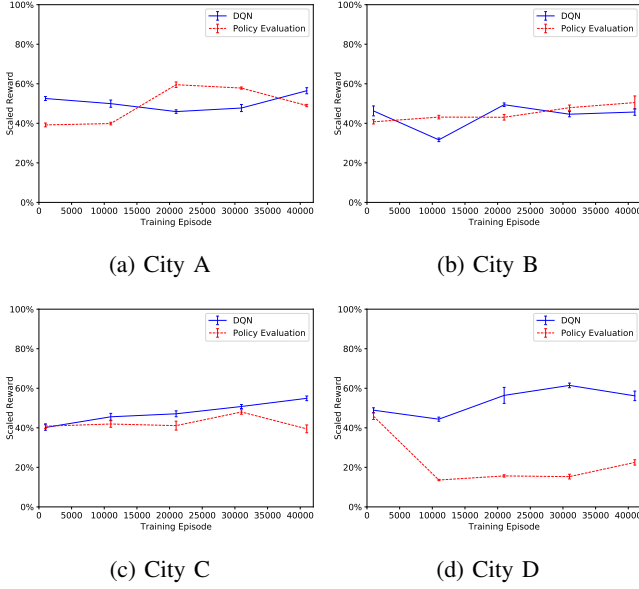 100%
80%
60%
40%
20%
0%
Scaled Reward
DQN
Policy Evaluation
0 5000 10000 15000 20000 25000 30000 35000 40000
Training Episode
(a) City A
100%
80%
60%
40%
20%
0%
Scaled Reward
DQN
Policy Evaluation
0 5000 10000 15000 20000 25000 30000 35000 40000
Training Episode
(b) City B
100%
80%
60%
40%
20%
0%
Scaled Reward
DQN
Policy Evaluation
0 5000 10000 15000 20000 25000 30000 35000 40000
Training Episode
(c) City C
100%
80%
60%
40%
20%
0%
Scaled Reward
DQN
Policy Evaluation
0 5000 10000 15000 20000 25000 30000 35000 40000
Training Episode
(d) City D